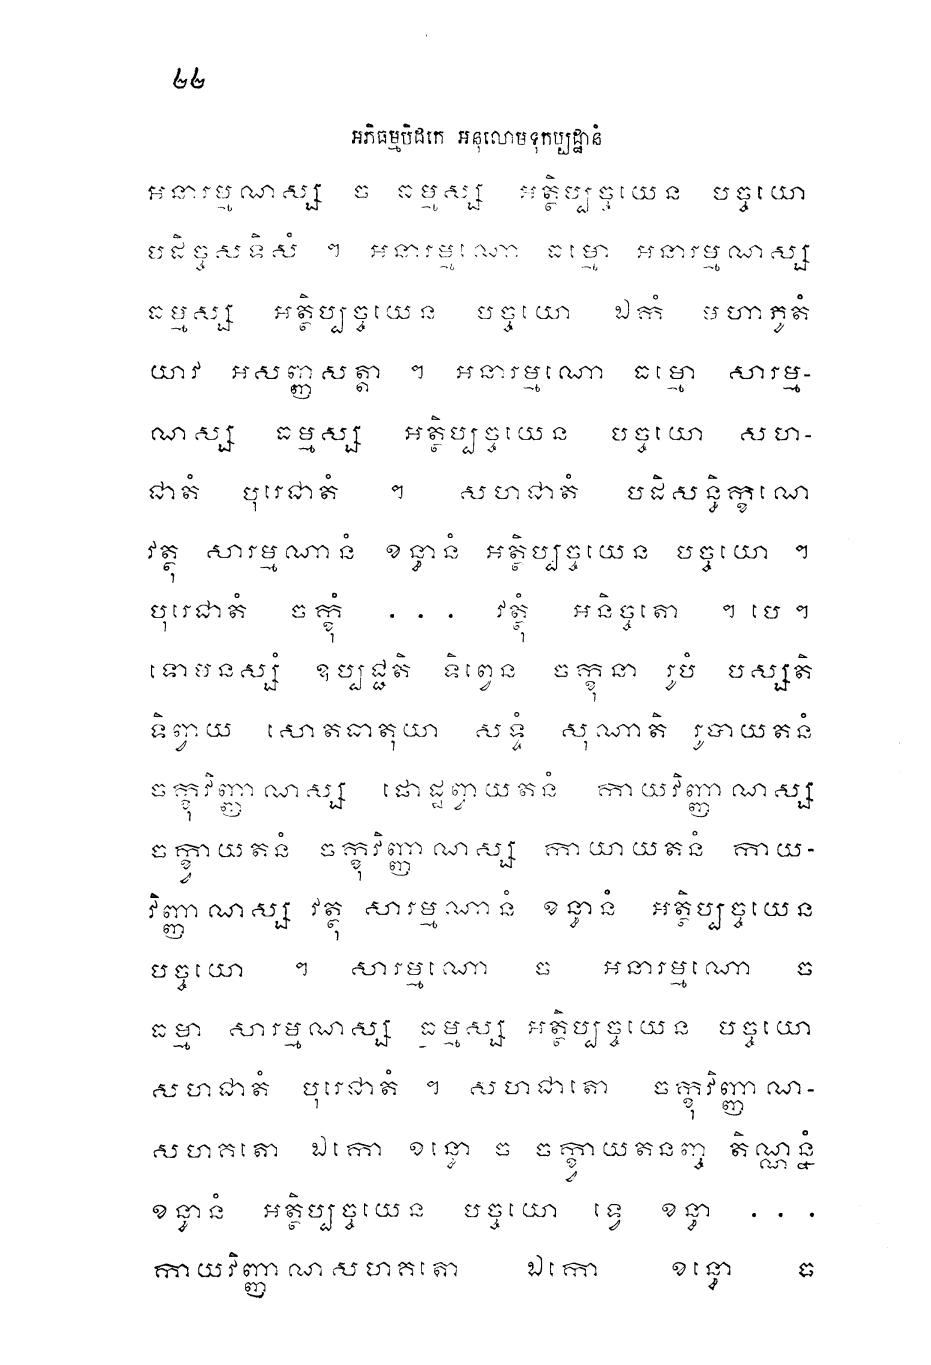 ៤៤
អភិធម្មបិដកេ អនុលោមទុកប្បដ្ឋានំ
អនារម្មណស្ស ច ធម្មស្ស អត្ថិប្បច្ចយេន បច្ចយោ
បដិច្ចសទិសំ ។ អនារម្មណោ ធម្មោ អនារម្មណស្ស
ធម្មស្ស អត្ថិប្បច្ចយេន បច្ចយោ ឯកំ មហាភូតំ
យាវ អសញ្ញសត្តា ។ អនារម្មណោ ធម្មោ សារម្ម-
ណស្ស ធម្មស្ស អត្ថិប្បច្ចយេន បច្ចយោ សហ-
ជាតំ បុរេជាតំ ។ សហជាតំ បដិសន្ធិក្ខណេ
វត្ថុ សារម្មណានំ ខន្ធានំ អត្ថិប្បច្ចយេន បច្ចយោ ។
បុរេជាតំ ចក្ខុំ . . . វត្ថុំ អនិច្ចតោ ។ បេ ។
ទោមនស្សំ ឧប្បជ្ជតិ ទិព្វេន ចក្ខុនា រូបំ បស្សតិ
ទិព្វាយ សោតធាតុយា សទ្ទំ សុណាតិ រូបាយតនំ
ចក្ខុវិញ្ញាណស្ស ផោដ្ឋព្វាយតនំ កាយវិញ្ញាណស្ស
ចក្ខ្វាយតនំ ចក្ខុវិញ្ញាណស្ស កាយាយតនំ កាយ-
វិញ្ញាណស្ស វត្ថុ សារម្មណានំ ខន្ធានំ អត្ថិប្បច្ចយេន
បច្ចយោ ។ សារម្មណោ ច អនារម្មណោ ច
ធម្មា សារម្មណស្ស ធម្មស្ស អត្ថិប្បច្ចយេន បច្ចយោ
សហជាតំ បុរេជាតំ ។ សហជាតោ ចក្ខុវិញ្ញាណ-
សហគតោ ឯកោ ខន្ធោ ច ចក្ខ្វាយតនញ្ច តិណ្ណន្នំ
ខន្ធានំ អត្ថិប្បច្ចយេន បច្ចយោ ទ្វេ ខន្ធា . . .
កាយវិញ្ញាណសហគតោ ឯកោ ខន្ធោ ច